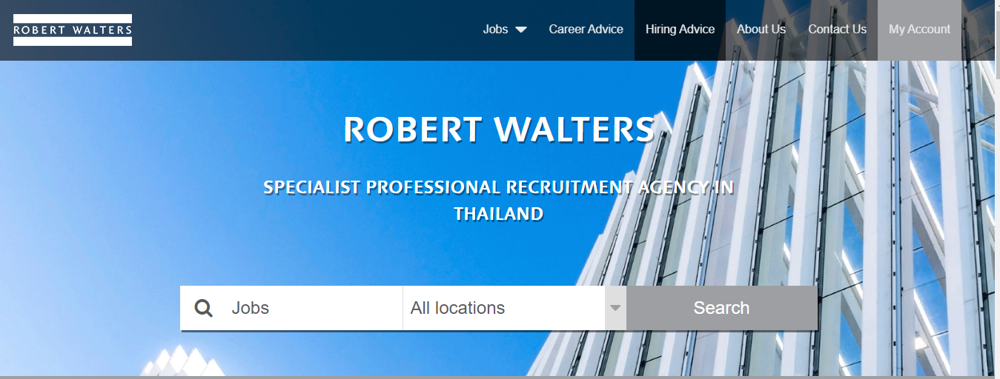 ROBERT WALTERS
Jobs
Career Advice
Hiring Advice
About Us
Contact Us
My Account
ROBERT WALTERS
SPECIALIST PROFESSIONAL RECRUITMENT AGENCY IN
THAILAND
Jobs
All locations
Search